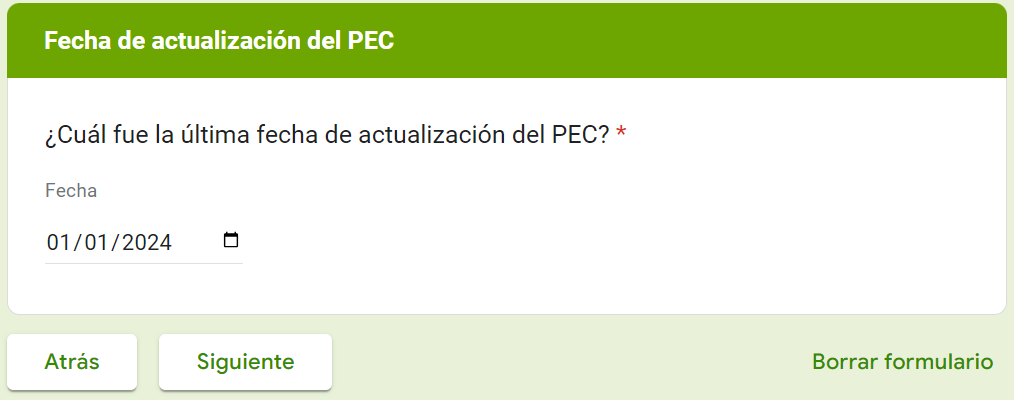 Fecha de actualización del PEC
¿Cuál fue la última fecha de actualización del PEC? *
Fecha
01/01/2024
Atrás
Siguiente
Borrar formulario